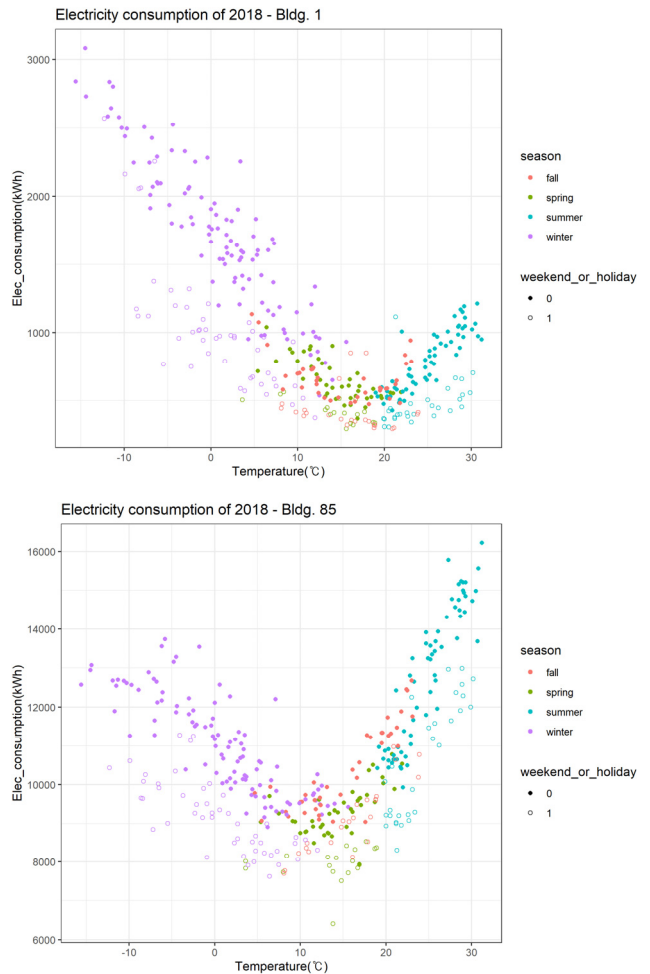 Electricity consumption of 2018 - Bldg. 1
3000
2000
1000
Elec_consumption(kWh)
-10 0 10 20 30
Temperature(℃)
season
fall
spring
summer
winter
weekend_or_holiday
0
1
Electricity consumption of 2018 - Bldg. 85
16000
14000
12000
10000
8000
6000
Elec_consumption(kWh)
-10 0 10 20 30
Temperature(℃)
season
fall
spring
summer
winter
weekend_or_holiday
0
1